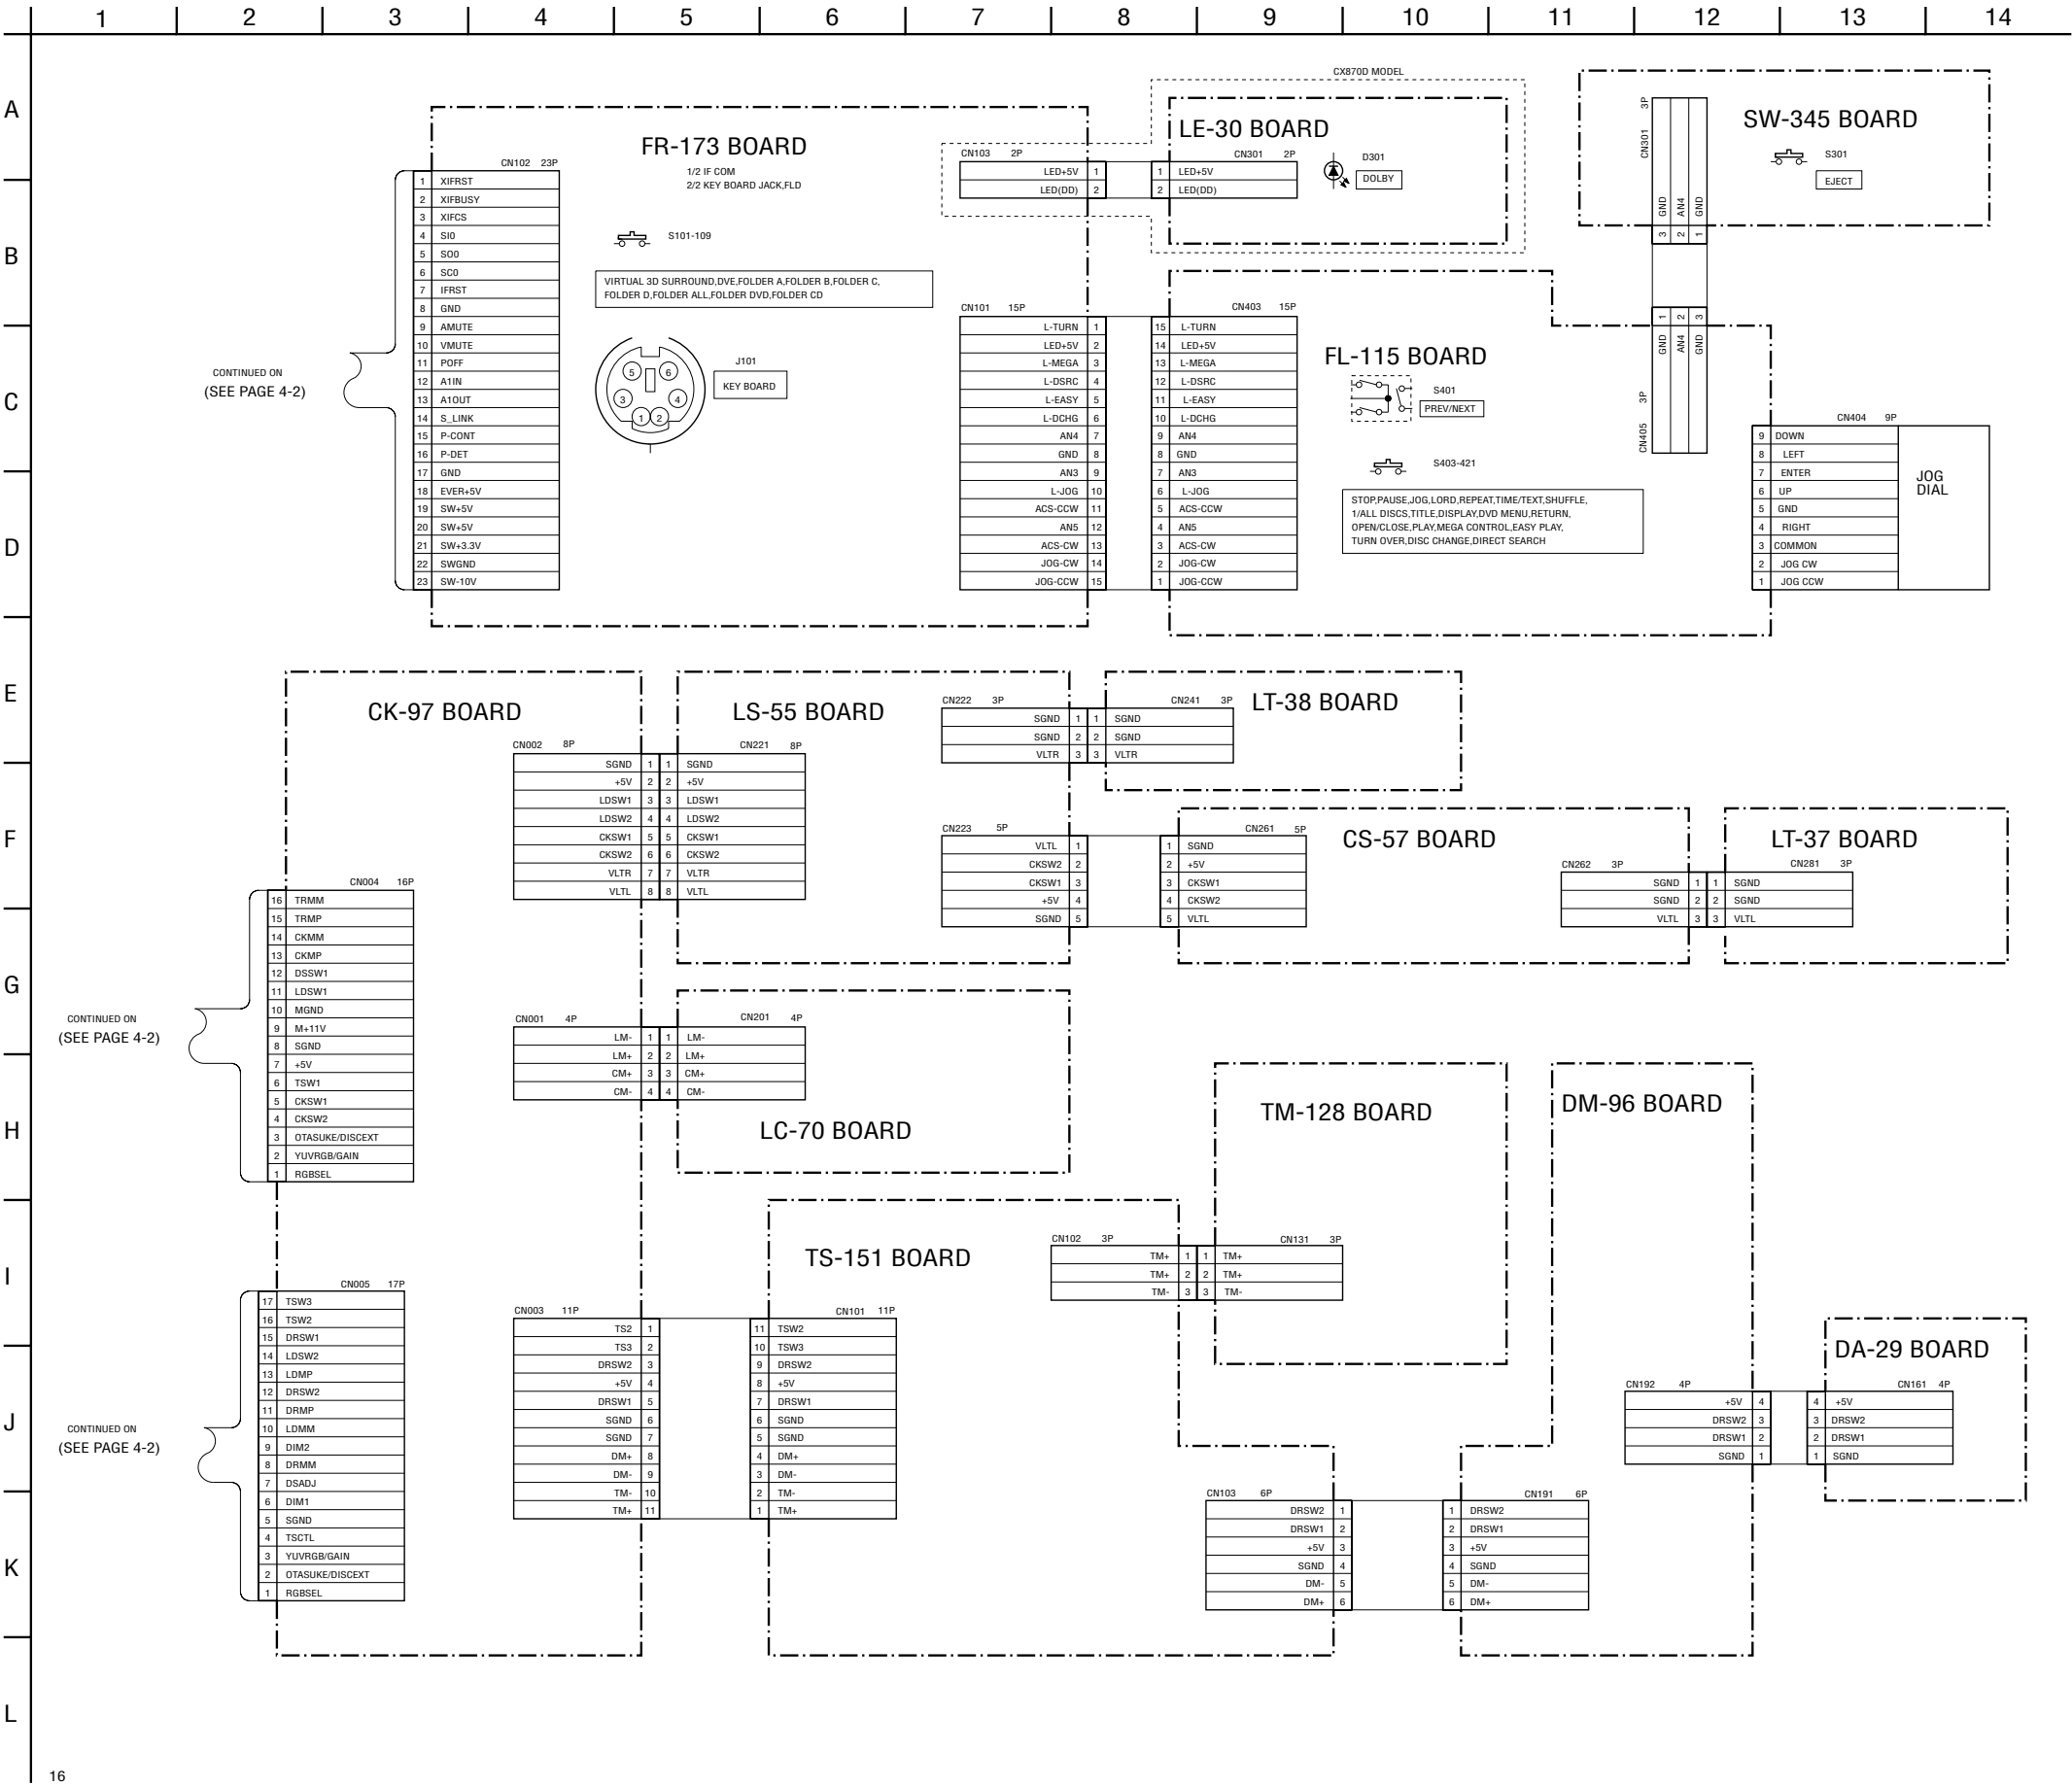 1 2 3 4 5 6 7 8 9 10 11 12 13 14
A
B
C
D
E
F
G
H
I
J
K
L
FR-173 BOARD
1/2 IF COM
2/2 KEY BOARD JACK,FLD
CN102 23P
1 XIFRST
2 XIFBUSY
3 XIFCS
4 SI0
5 SO0
6 SC0
7 IFRST
8 GND
9 AMUTE
10 VMUTE
11 POFF
12 A1IN
13 A1OUT
14 S_LINK
15 P-CONT
16 P-DET
17 GND
18 EVER+5V
19 SW+5V
20 SW+5V
21 SW+3.3V
22 SWGND
23 SW-10V
CONTINUED ON
(SEE PAGE 4-2)
S101-109
VIRTUAL 3D SURROUND,DVE,FOLDER A,FOLDER B,FOLDER C,
FOLDER D,FOLDER ALL,FOLDER DVD,FOLDER CD
5 6
3 4
1 2
J101
KEY BOARD
CX870D MODEL
LE-30 BOARD
CN103 2P
LED+5V 1
LED(DD) 2
CN301 2P
1 LED+5V
2 LED(DD)
D301
DOLBY
CN101 15P
L-TURN 1
LED+5V 2
L-MEGA 3
L-DSRC 4
L-EASY 5
L-DCHG 6
AN4 7
GND 8
AN3 9
L-JOG 10
ACS-CCW 11
AN5 12
ACS-CW 13
JOG-CW 14
JOG-CCW 15
CN403 15P
15 L-TURN
14 LED+5V
13 L-MEGA
12 L-DSRC
11 L-EASY
10 L-DCHG
9 AN4
8 GND
7 AN3
6 L-JOG
5 ACS-CCW
4 AN5
3 ACS-CW
2 JOG-CW
1 JOG-CCW
FL-115 BOARD
S401
PREV/NEXT
S403-421
STOP,PAUSE,JOG,LORD,REPEAT,TIME/TEXT,SHUFFLE,
1/ALL DISCS,TITLE,DISPLAY,DVD MENU,RETURN,
OPEN/CLOSE,PLAY,MEGA CONTROL,EASY PLAY,
TURN OVER,DISC CHANGE,DIRECT SEARCH
SW-345 BOARD
S301
EJECT
CN301 3P
3 GND
2 AN4
1 GND
CN405 3P
GND 1
AN4 2
GND 3
CN404 9P
9 DOWN
8 LEFT
7 ENTER
6 UP
5 GND
4 RIGHT
3 COMMON
2 JOG CW
1 JOG CCW
JOG
DIAL
CK-97 BOARD
CN002 8P
SGND 1
+5V 2
LDSW1 3
LDSW2 4
CKSW1 5
CKSW2 6
VLTR 7
VLTL 8
LS-55 BOARD
CN221 8P
1 SGND
2 +5V
3 LDSW1
4 LDSW2
5 CKSW1
6 CKSW2
7 VLTR
8 VLTL
CN222 3P
SGND 1
SGND 2
VLTR 3
LT-38 BOARD
CN241 3P
1 SGND
2 SGND
3 VLTR
CN223 5P
VLTL 1
CKSW2 2
CKSW1 3
+5V 4
SGND 5
CS-57 BOARD
CN261 5P
1 SGND
2 +5V
3 CKSW1
4 CKSW2
5 VLTL
CN262 3P
SGND 1
SGND 2
VLTL 3
LT-37 BOARD
CN281 3P
1 SGND
2 SGND
3 VLTL
CN004 16P
16 TRMM
15 TRMP
14 CKMM
13 CKMP
12 DSSW1
11 LDSW1
10 MGND
9 M+11V
8 SGND
7 +5V
6 TSW1
5 CKSW1
4 CKSW2
3 OTASUKE/DISCEXT
2 YUVRGB/GAIN
1 RGBSEL
CONTINUED ON
(SEE PAGE 4-2)
CN001 4P
LM- 1
LM+ 2
CM+ 3
CM- 4
CN201 4P
1 LM-
2 LM+
3 CM+
4 CM-
LC-70 BOARD
CN005 17P
17 TSW3
16 TSW2
15 DRSW1
14 LDSW2
13 LDMP
12 DRSW2
11 DRMP
10 LDMM
9 DIM2
8 DRMM
7 DSADJ
6 DIM1
5 SGND
4 TSCTL
3 YUVRGB/GAIN
2 OTASUKE/DISCEXT
1 RGBSEL
CONTINUED ON
(SEE PAGE 4-2)
CN003 11P
TS2 1
TS3 2
DRSW2 3
+5V 4
DRSW1 5
SGND 6
SGND 7
DM+ 8
DM- 9
TM- 10
TM+ 11
TS-151 BOARD
CN101 11P
11 TSW2
10 TSW3
9 DRSW2
8 +5V
7 DRSW1
6 SGND
5 SGND
4 DM+
3 DM-
2 TM-
1 TM+
CN102 3P
TM+ 1
TM+ 2
TM- 3
TM-128 BOARD
CN131 3P
1 TM+
2 TM+
3 TM-
CN103 6P
DRSW2 1
DRSW1 2
+5V 3
SGND 4
DM- 5
DM+ 6
DM-96 BOARD
CN191 6P
1 DRSW2
2 DRSW1
3 +5V
4 SGND
5 DM-
6 DM+
CN192 4P
+5V 4
DRSW2 3
DRSW1 2
SGND 1
DA-29 BOARD
CN161 4P
4 +5V
3 DRSW2
2 DRSW1
1 SGND
16